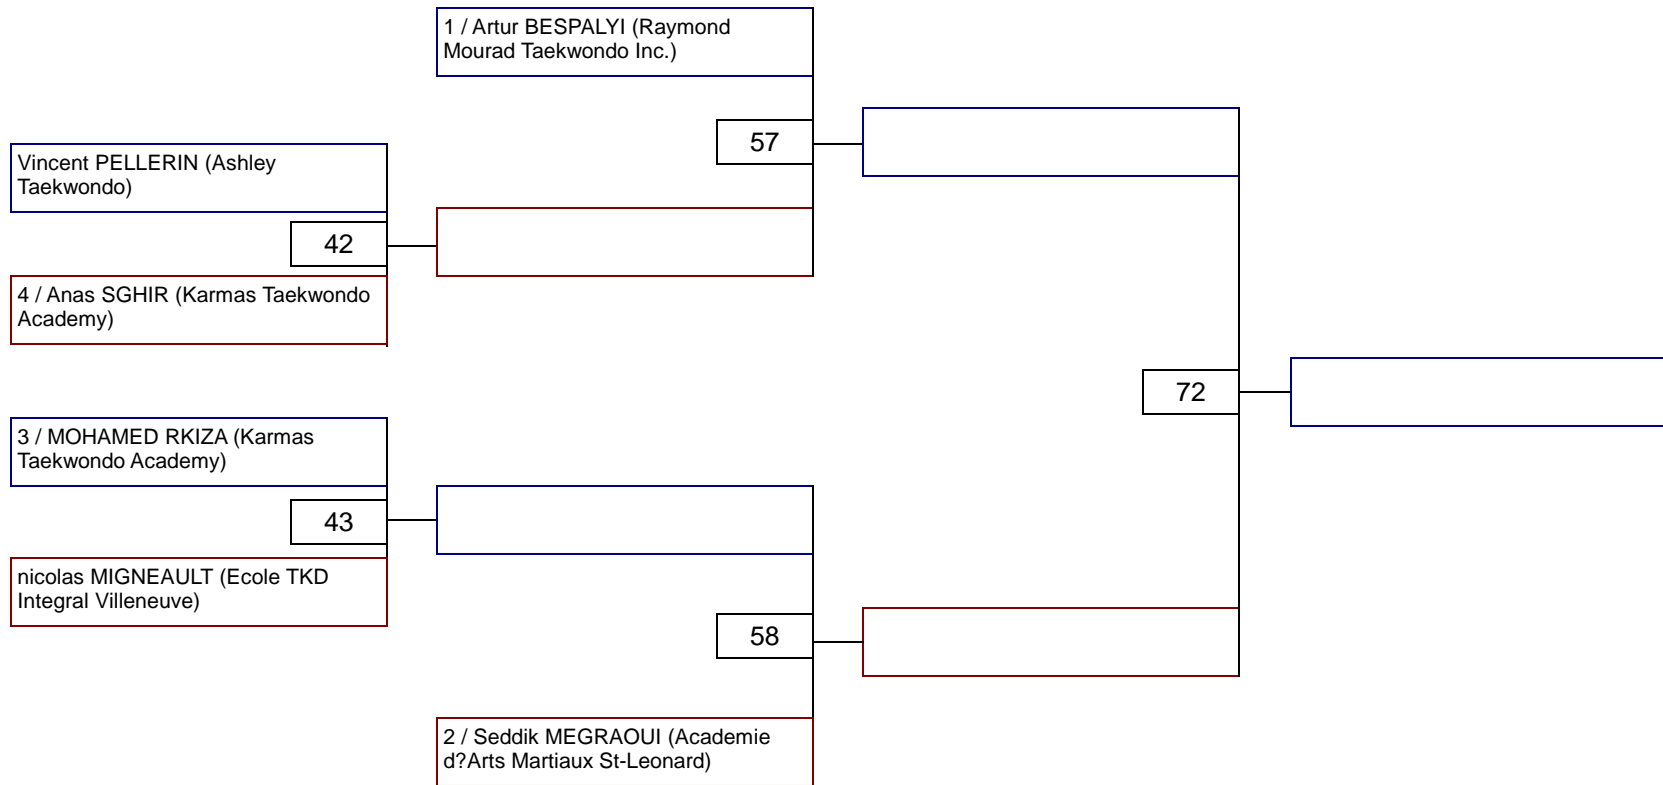 1 / Artur BESPALYI (Raymond
Mourad Taekwondo Inc.)
57
Vincent PELLERIN (Ashley
Taekwondo)
42
4 / Anas SGHIR (Karmas Taekwondo
Academy)
72
3 / MOHAMED RKIZA (Karmas
Taekwondo Academy)
43
nicolas MIGNEAULT (Ecole TKD
Integral Villeneuve)
58
2 / Seddik MEGRAOUI (Academie
d?Arts Martiaux St-Leonard)